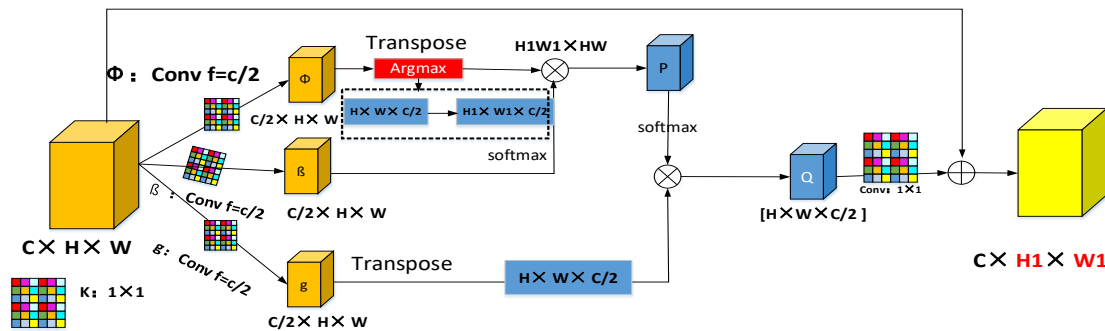 Transpose
H1W1×HW
Φ： Conv f=c/2
Φ
Argmax
P
C/2×H×W
H×W×C/2
H1×W1×C/2
softmax
softmax
ß
ß ：Conv f=c/2
C/2×H×W
Q
Conv：1×1
[H×W×C/2 ]
C×H×W
g：Conv f=c/2
Transpose
H×W×C/2
C×H1×W1
K：1×1
g
C/2×H×W